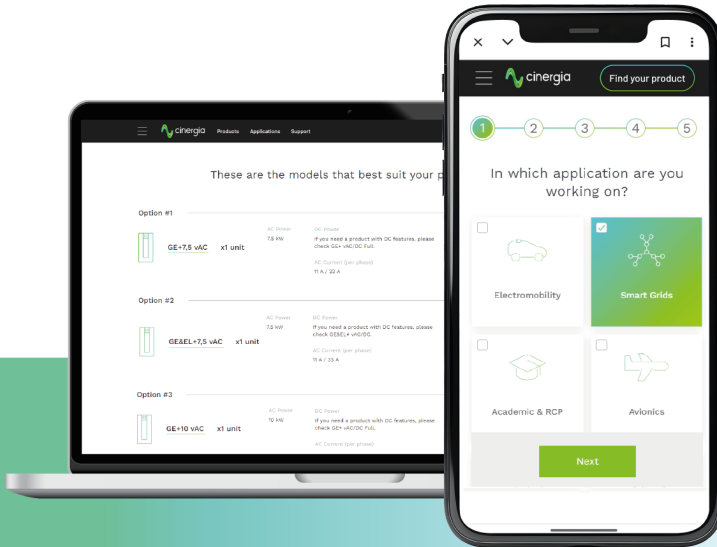 cinergia
Products Applications Support
These are the models that best suit your p
Option #1
GE+7,5 vAC x1 unit
AC Power
7.5 kW
DC Power
If you need a product with DC features, please
check GE+ vAC/DC Full.
AC Current (per phase)
11 A / 22 A
Option #2
GE&EL+7,5 vAC x1 unit
AC Power
7.5 kW
DC Power
If you need a product with DC features, please
check GE&EL+ vAC/DC.
AC Current (per phase)
11 A / 23 A
Option #3
GE+10 vAC x1 unit
AC Power
10 kW
DC Power
If you need a product with DC features, please
check GE+ vAC/DC Full.
AC Current (per phase)
cinergia
Find your product
1 2 3 4 5
In which application are you
working on?
Electromobility
Smart Grids
Academic & RCP
Avionics
Next